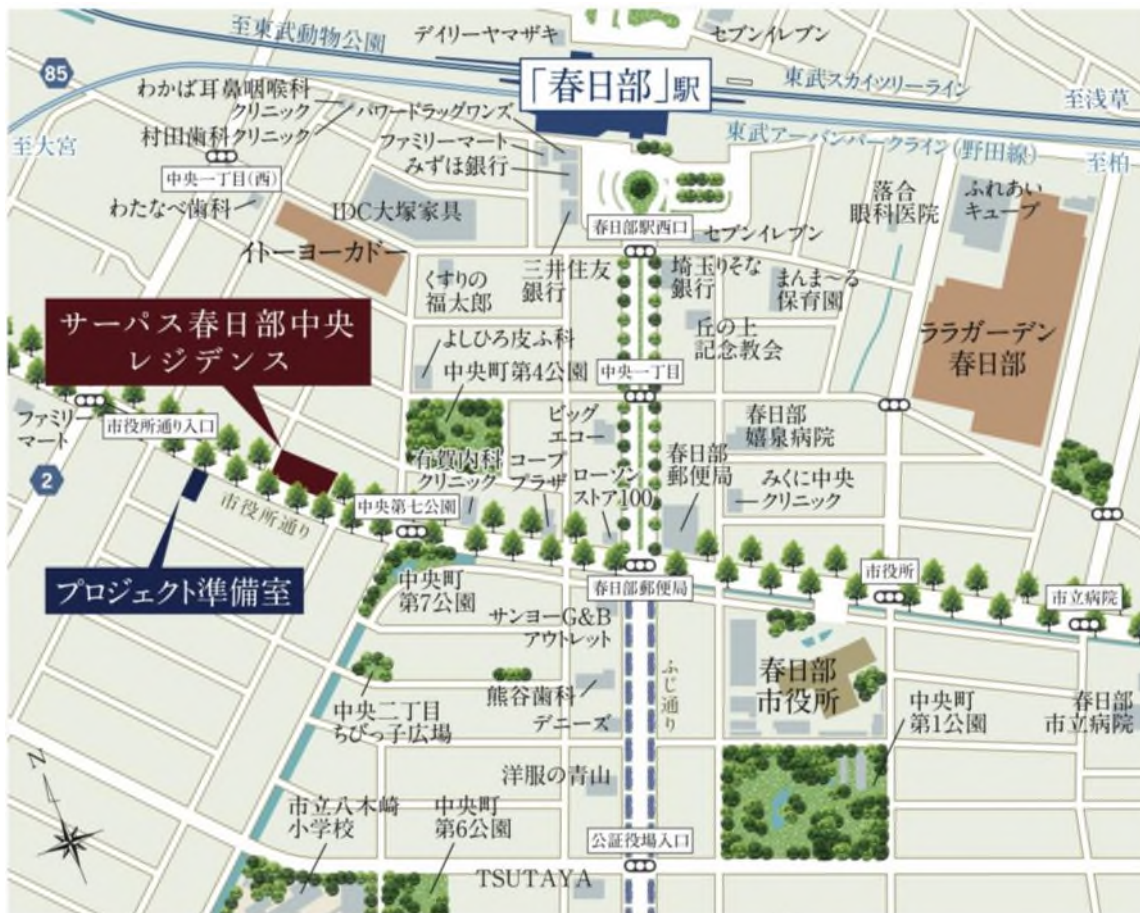 至東武動物公園
デイリーヤマザキ
セブンイレブン
85
「春日部」駅
東武スカイツリーライン
至浅草
わかば耳鼻咽喉科
クリニック
パワードラッグワンズ
東武アーバンパークライン(野田線)
至大宮
村田歯科クリニック
ファミリーマート
みずほ銀行
至柏
中央一丁目(西)
わたなべ歯科
IDC大塚家具
落合
眼科医院
ふれあい
キューブ
春日部駅西口
セブンイレブン
イトーヨーカドー
くすりの
福太郎
三井住友
銀行
埼玉りそな
銀行
まんま〜る
保育園
サーパス春日部中央
レジデンス
よしひろ皮ふ科
丘の上
記念教会
ララガーデン
春日部
中央町第4公園
中央一丁目
ファミリー
マート
市役所通り入口
ビッグ
エコー
春日部
嬉泉病院
2
有賀内科
クリニック
コープ
プラザ
ローソン
ストア100
春日部
郵便局
みくに中央
クリニック
市役所通り
中央第七公園
プロジェクト準備室
中央町
第7公園
春日部郵便局
市役所
市立病院
サンヨーG&B
アウトレット
ふじ通り
春日部
市役所
熊谷歯科
中央二丁目
ちびっ子広場
デニーズ
中央町
第1公園
春日部
市立病院
洋服の青山
N
市立八木崎
小学校
中央町
第6公園
公証役場入口
TSUTAYA